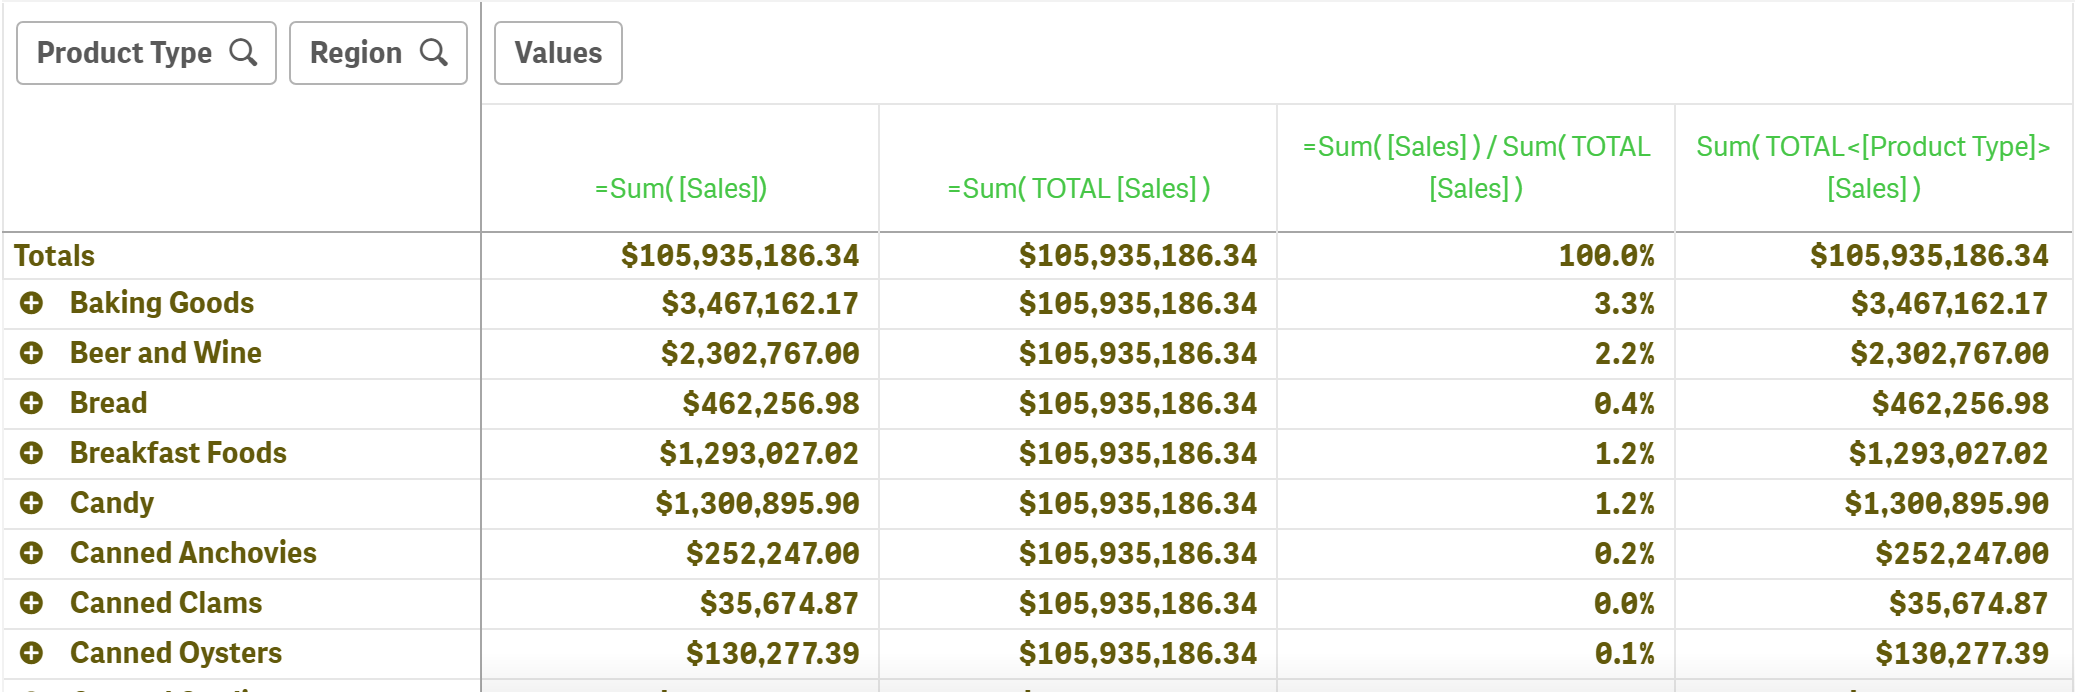 Product Type Region Values
=Sum( [Sales]) =Sum( TOTAL [Sales] ) =Sum( [Sales] ) / Sum( TOTAL [Sales] ) Sum( TOTAL<[Product Type]> [Sales] )
Totals $105,935,186.34 $105,935,186.34 100.0% $105,935,186.34
Baking Goods $3,467,162.17 $105,935,186.34 3.3% $3,467,162.17
Beer and Wine $2,302,767.00 $105,935,186.34 2.2% $2,302,767.00
Bread $462,256.98 $105,935,186.34 0.4% $462,256.98
Breakfast Foods $1,293,027.02 $105,935,186.34 1.2% $1,293,027.02
Candy $1,300,895.90 $105,935,186.34 1.2% $1,300,895.90
Canned Anchovies $252,247.00 $105,935,186.34 0.2% $252,247.00
Canned Clams $35,674.87 $105,935,186.34 0.0% $35,674.87
Canned Oysters $130,277.39 $105,935,186.34 0.1% $130,277.39